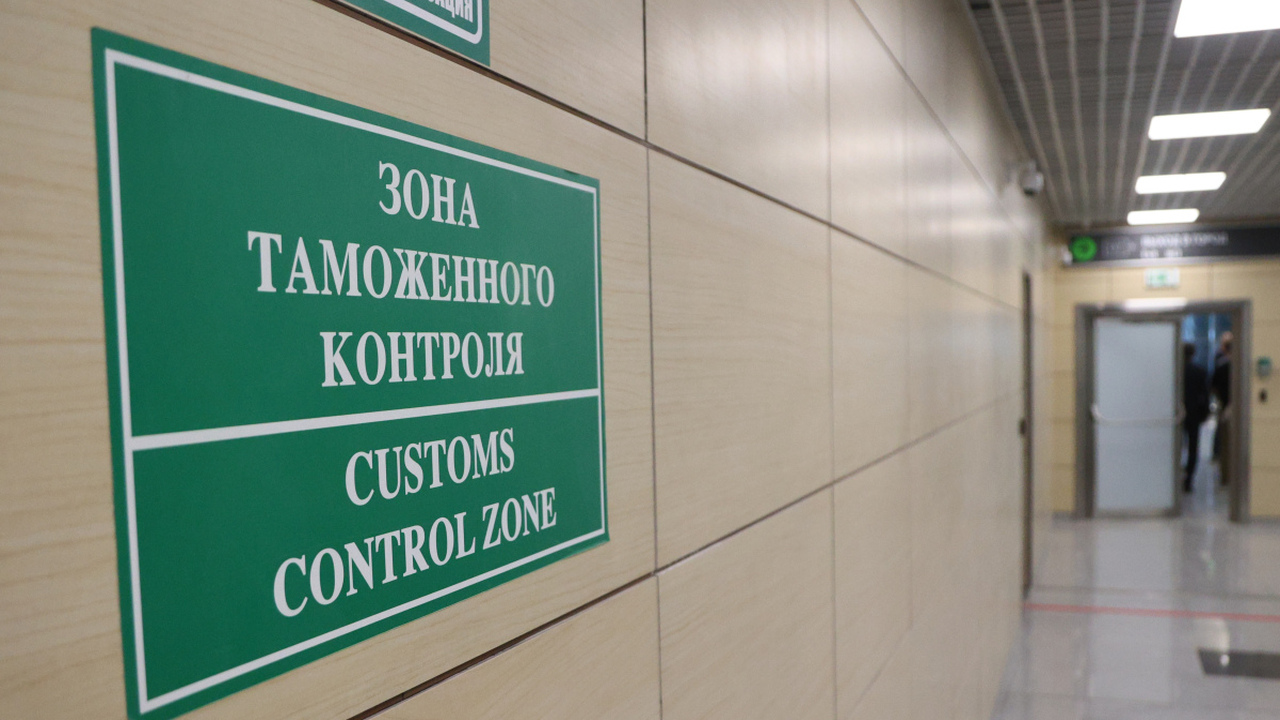 ЗОНА
ТАМОЖЕННОГО
КОНТРОЛЯ
CUSTOMS
CONTROL ZONE